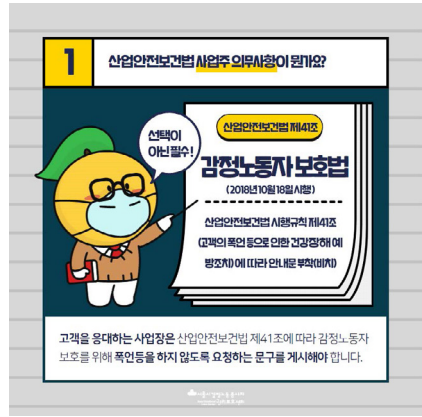 1
산업안전보건법 사업주 의무사항이 뭔가요?
선택이
아닌 필수!
산업안전보건법 제41조
감정노동자 보호법
(2018년 10월 18일 시행)
산업안전보건법 시행규칙 제41조
(고객의 폭언 등으로 인한 건강장해 예
방조치)에 따라 안내문 부착(비치)
고객을 응대하는 사업장은 산업안전보건법 제41조에 따라 감정노동자
보호를 위해 폭언등을 하지 않도록 요청하는 문구를 게시해야 합니다.